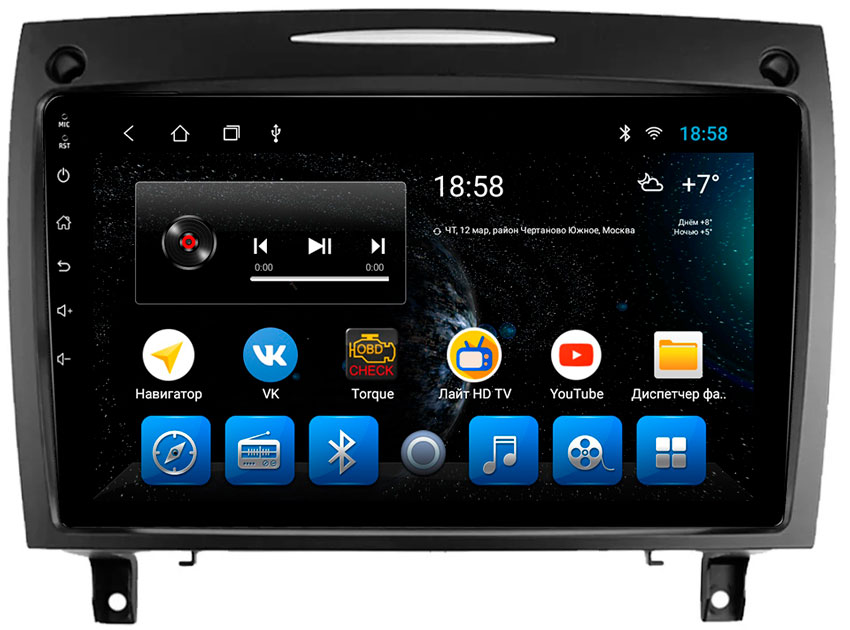 MIC
RST
18:58
18:58
+7°
ЧТ, 12 мар, район Чертаново Южное, Москва
Днём +8°
Ночью +5°
0:00
0:00
OBD
CHECK
Навигатор
VK
Torque
Лайт HD TV
YouTube
Диспетчер фа..